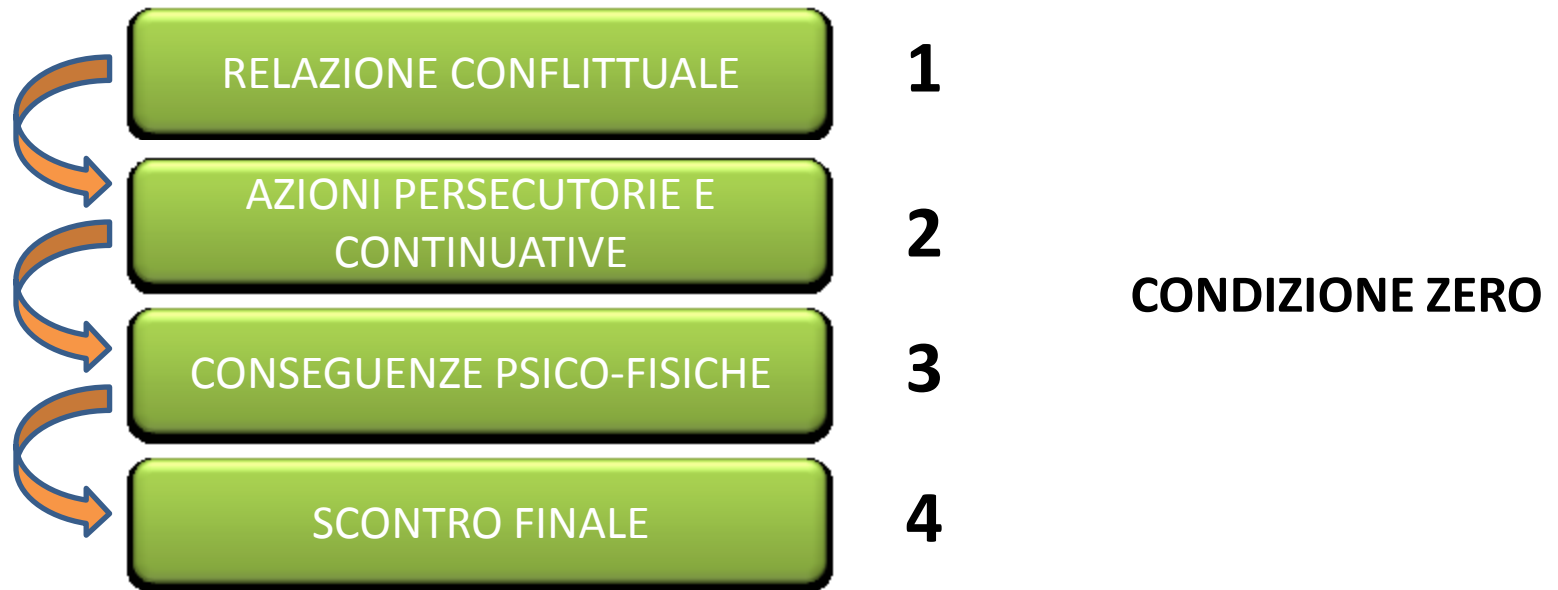 RELAZIONE CONFLITTUALE
1
AZIONI PERSECUTORIE E
CONTINUATIVE
2
CONDIZIONE ZERO
CONSEGUENZE PSICO-FISICHE
3
SCONTRO FINALE
4